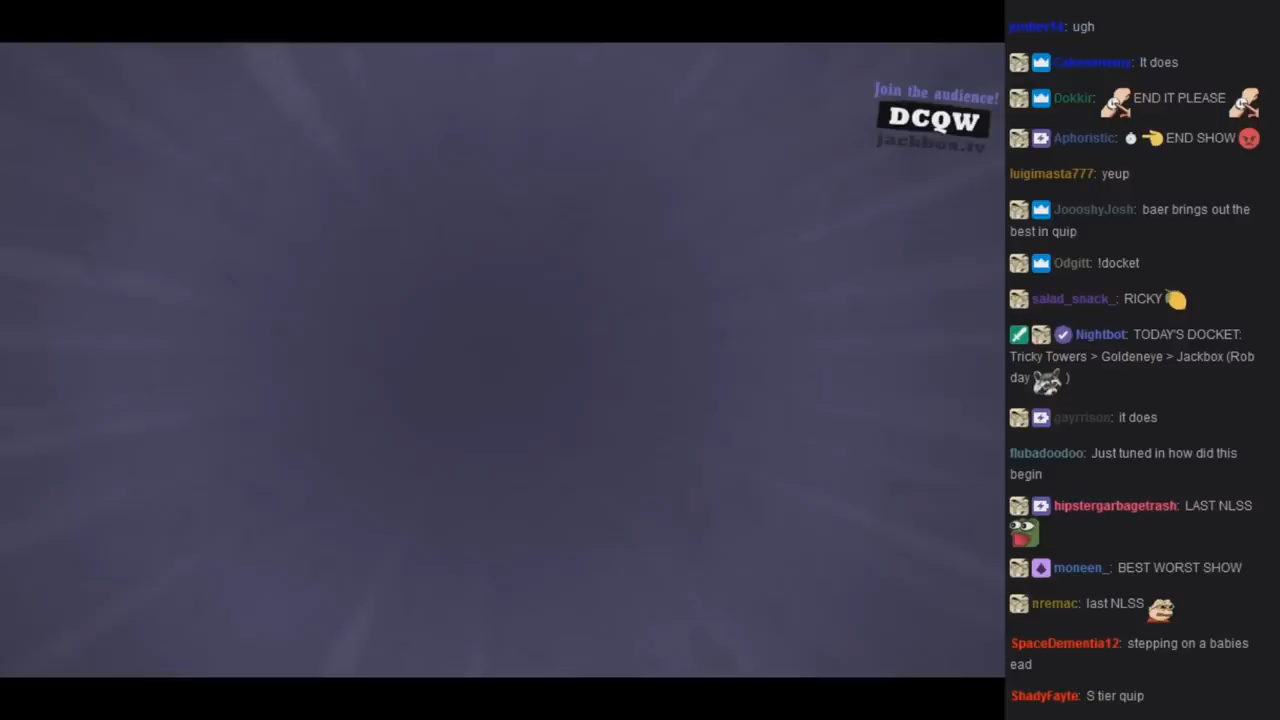 Join the audience!
DCQW
jackbox.tv
ugh
It does
Dokkir: END IT PLEASE
Aphoristic: END SHOW
luigimasta777: yeup
JoooshyJosh: baer brings out the
best in quip
Odgitt: !docket
salad_snack_: RICKY
Nightbot: TODAY'S DOCKET:
Tricky Towers > Goldeneye > Jackbox (Rob
day )
gayrrison: it does
flubadoodoo: Just tuned in how did this
begin
hipstergarbagetrash: LAST NLSS
moneen_: BEST WORST SHOW
nremac: last NLSS
SpaceDementia12: stepping on a babies
ead
ShadyFayte: S tier quip